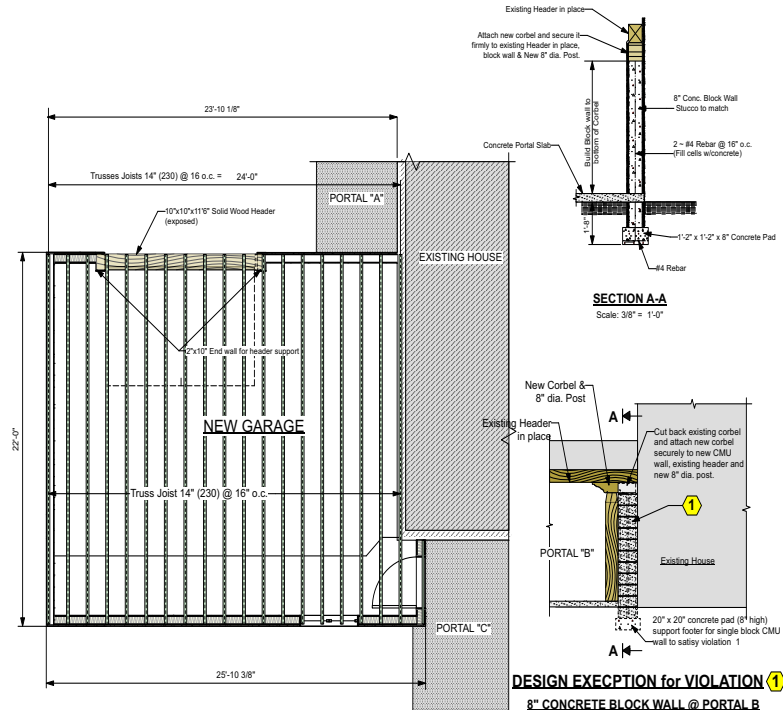 23'-10 1/8"
Trusses Joists 14" (230) @ 16 o.c. = 24'-0"
PORTAL "A"
10"x10"x11'6" Solid Wood Header
(exposed)
EXISTING HOUSE
2"x10" End wall for header support
22'-0"
NEW GARAGE
Truss Joist 14" (230) @ 16" o.c.
PORTAL "C"
25'-10 3/8"
Existing Header in place
Attach new corbel and secure it
firmly to existing Header in place,
block wall & New 8" dia. Post.
Build Block wall to
bottom of Corbel
8" Conc. Block Wall
Stucco to match
Concrete Portal Slab
2 ~ #4 Rebar @ 16" o.c.
(Fill cells w/concrete)
1'-8"
1'-2" x 1'-2" x 8" Concrete Pad
#4 Rebar
SECTION A-A
Scale: 3/8" = 1'-0"
New Corbel &
8" dia. Post
A
Existing Header
in place
Cut back existing corbel
and attach new corbel
securely to new CMU
wall, existing header and
new 8" dia. post.
1
PORTAL "B"
Existing House
20" x 20" concrete pad (8" high)
support footer for single block CMU
wall to satisy violation 1
A
DESIGN EXECPTION for VIOLATION 1
8" CONCRETE BLOCK WALL @ PORTAL B